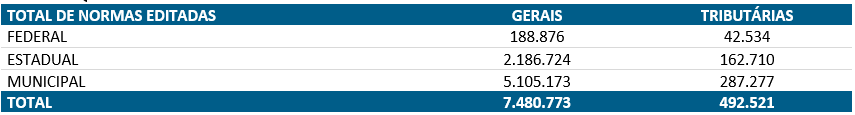 TOTAL DE NORMAS EDITADAS GERAIS TRIBUTÁRIAS
FEDERAL 188.876 42.534
ESTADUAL 2.186.724 162.710
MUNICIPAL 5.105.173 287.277
TOTAL 7.480.773 492.521